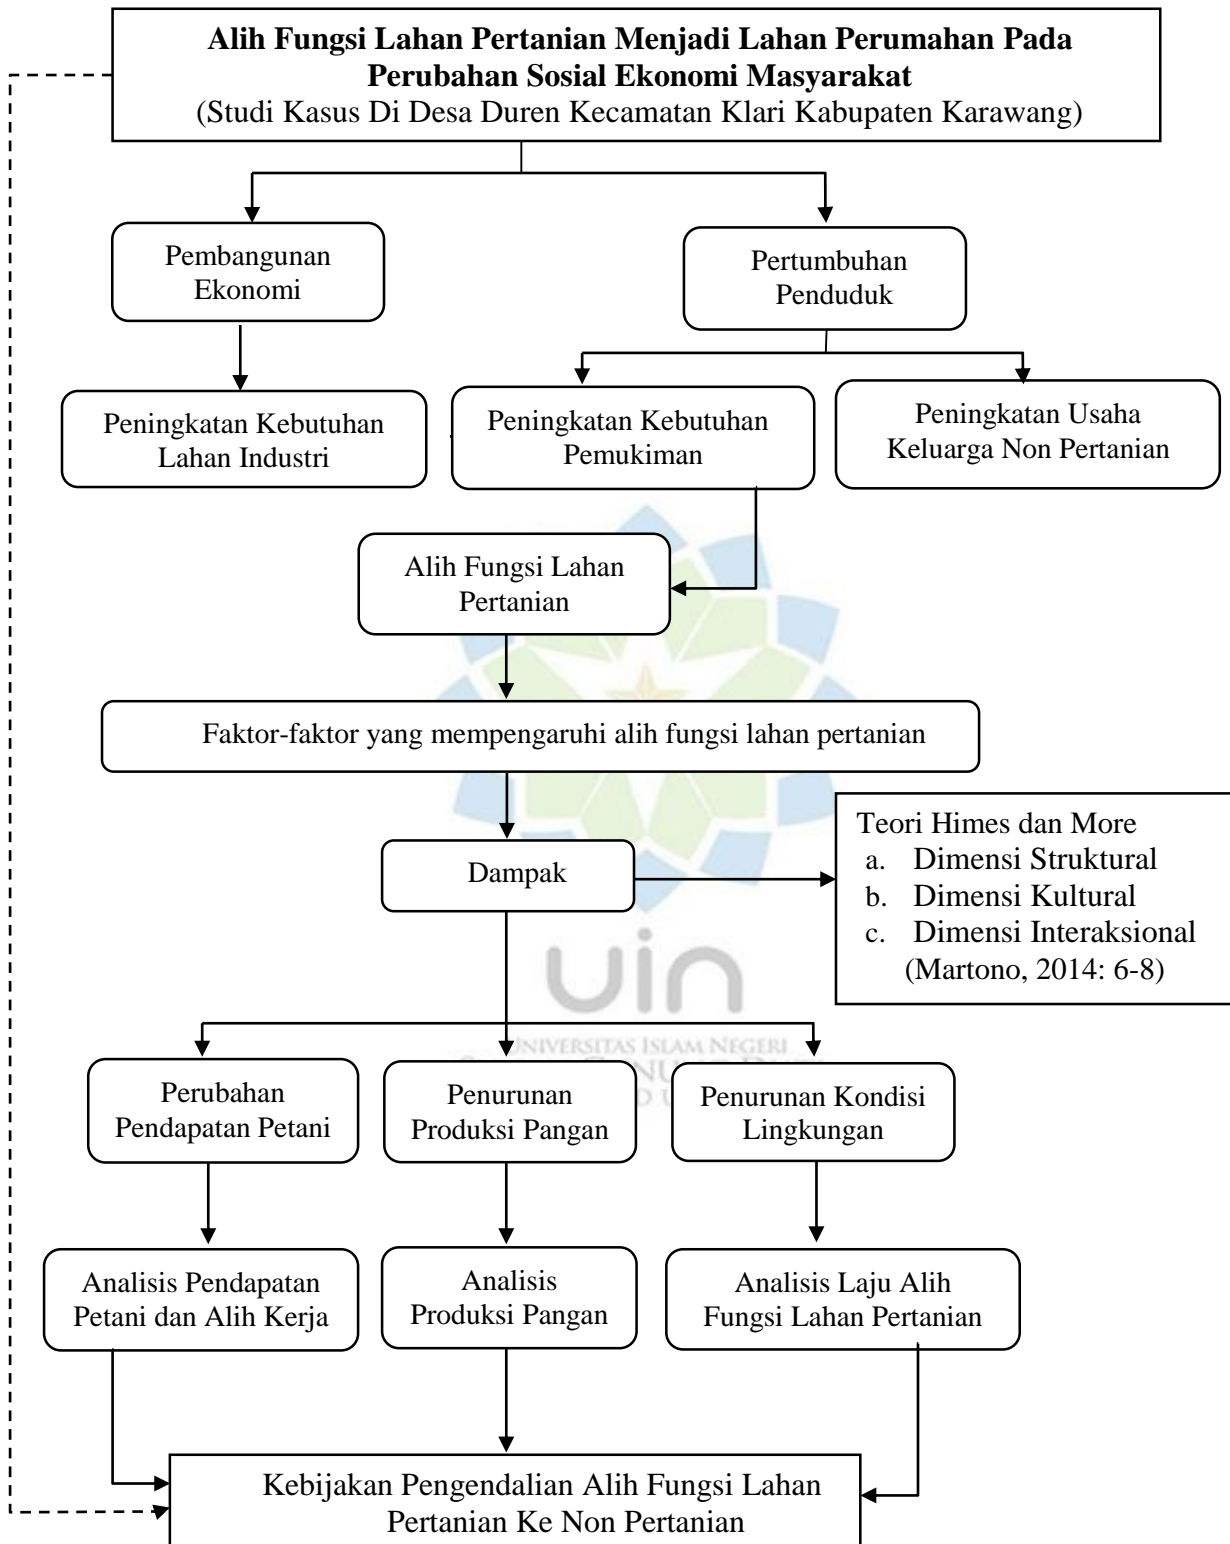 Alih Fungsi Lahan Pertanian Menjadi Lahan Perumahan Pada
Perubahan Sosial Ekonomi Masyarakat
(Studi Kasus Di Desa Duren Kecamatan Klari Kabupaten Karawang)
Pembangunan
Ekonomi
Pertumbuhan
Penduduk
Peningkatan Kebutuhan
Lahan Industri
Peningkatan Kebutuhan
Pemukiman
Peningkatan Usaha
Keluarga Non Pertanian
Alih Fungsi Lahan
Pertanian
Faktor-faktor yang mempengaruhi alih fungsi lahan pertanian
Dampak
Teori Himes dan More
a. Dimensi Struktural
b. Dimensi Kultural
c. Dimensi Interaksional
(Martono, 2014: 6-8)
uin
UNIVERSITAS ISLAM NEGERI
Perubahan
Pendapatan Petani
Penurunan
Produksi Pangan
Penurunan Kondisi
Lingkungan
Analisis Pendapatan
Petani dan Alih Kerja
Analisis
Produksi Pangan
Analisis Laju Alih
Fungsi Lahan Pertanian
Kebijakan Pengendalian Alih Fungsi Lahan
Pertanian Ke Non Pertanian